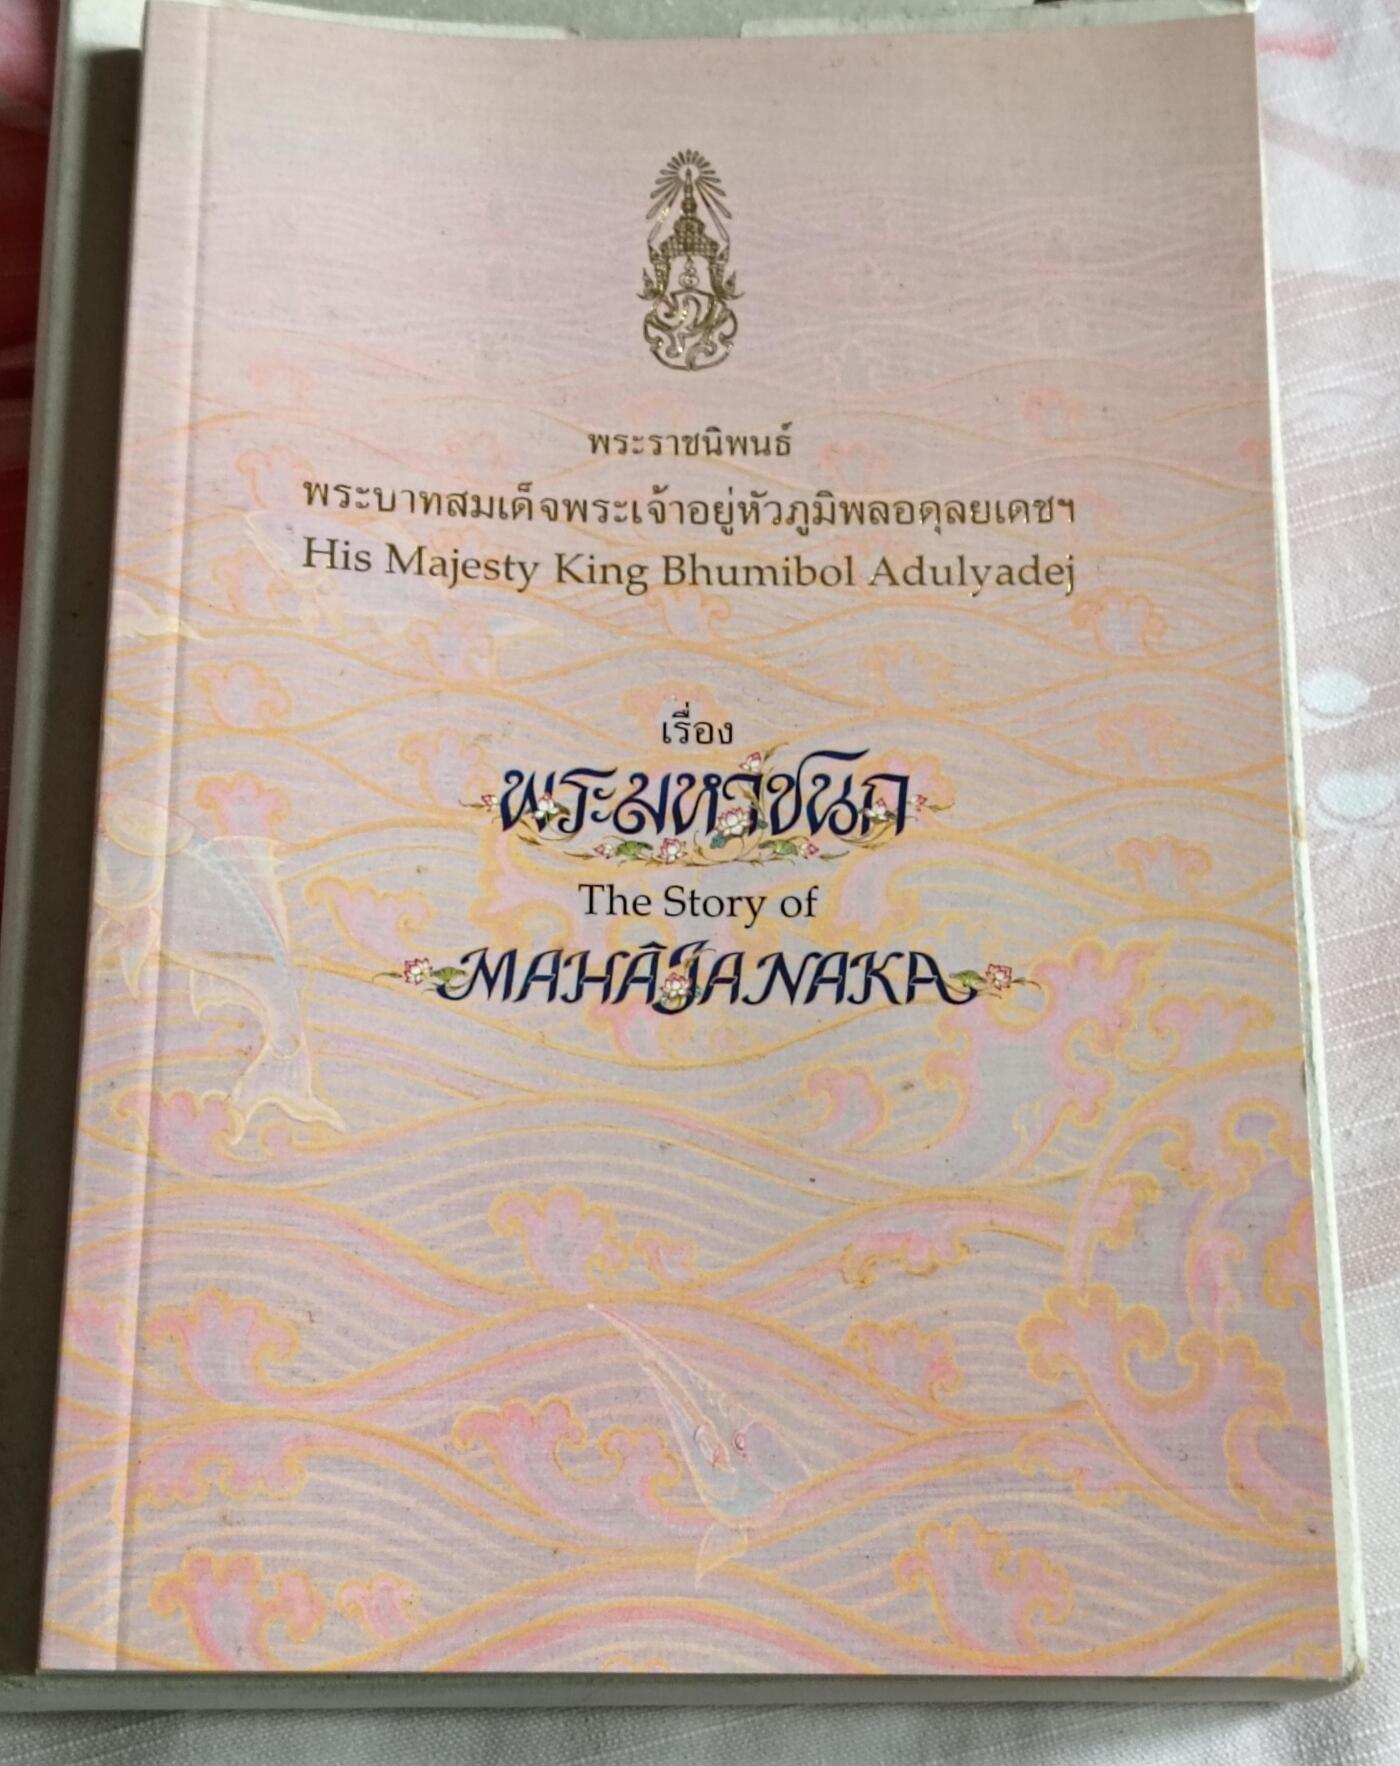 พระราชนิพนธ์
พระบาทสมเด็จพระเจ้าอยู่หัวภูมิพลอดุลยเดชฯ
His Majesty King Bhumibol Adulyadej
เรื่อง
พระมหาชนก
The Story of
MAHÂJANAKA